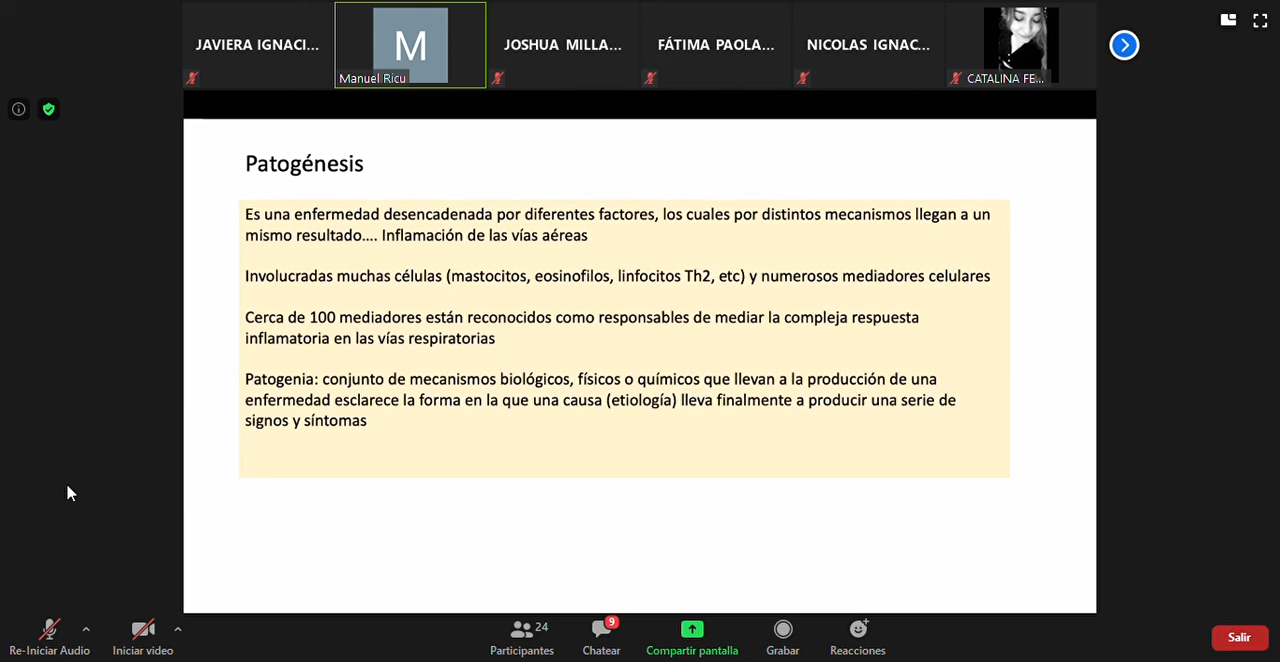 JAVIERA IGNACI...
M
Manuel Ricu
JOSHUA MILLA...
FÁTIMA PAOLA...
NICOLAS IGNAC...
CATALINA FE...
Patogénesis
Es una enfermedad desencadenada por diferentes factores, los cuales por distintos mecanismos llegan a un
mismo resultado.... Inflamación de las vías aéreas
Involucradas muchas células (mastocitos, eosinofilos, linfocitos Th2, etc) y numerosos mediadores celulares
Cerca de 100 mediadores están reconocidos como responsables de mediar la compleja respuesta
inflamatoria en las vías respiratorias
Patogenia: conjunto de mecanismos biológicos, físicos o químicos que llevan a la producción de una
enfermedad esclarece la forma en la que una causa (etiología) lleva finalmente a producir una serie de
signos y síntomas
24
9
Re-Iniciar Audio
Iniciar video
Participantes
Chatear
Compartir pantalla
Grabar
Reacciones
Salir